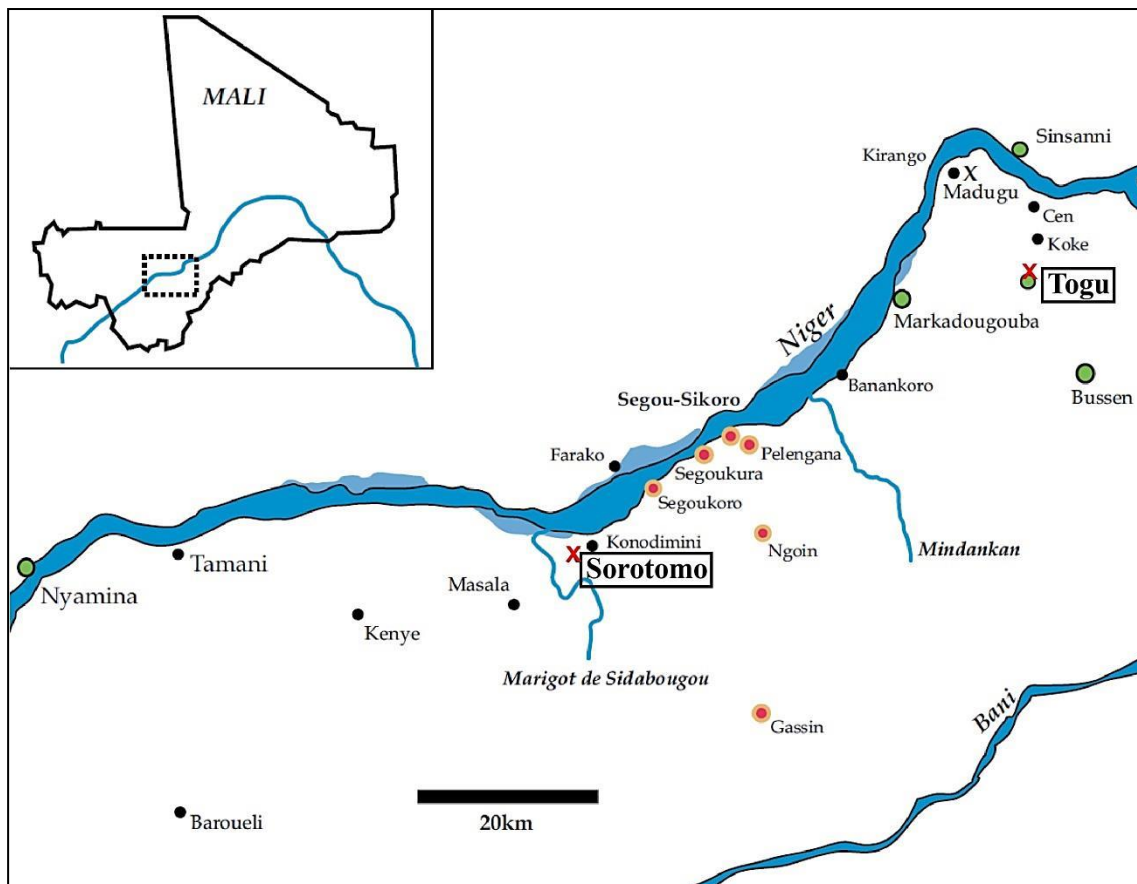 MALI
Sinsanni
Kirango
X
Madugu
Cen
Koke
X
Togu
Markadougouba
Niger
Banankoro
Bussen
Segou-Sikoro
Pelengana
Farako
Segoukura
Segoukoro
Ngoin
Mindankan
Konodimini
X
Sorotomo
Tamani
Nyamina
Masala
Kenye
Marigot de Sidabougou
Bani
Gassin
20km
Baroueli